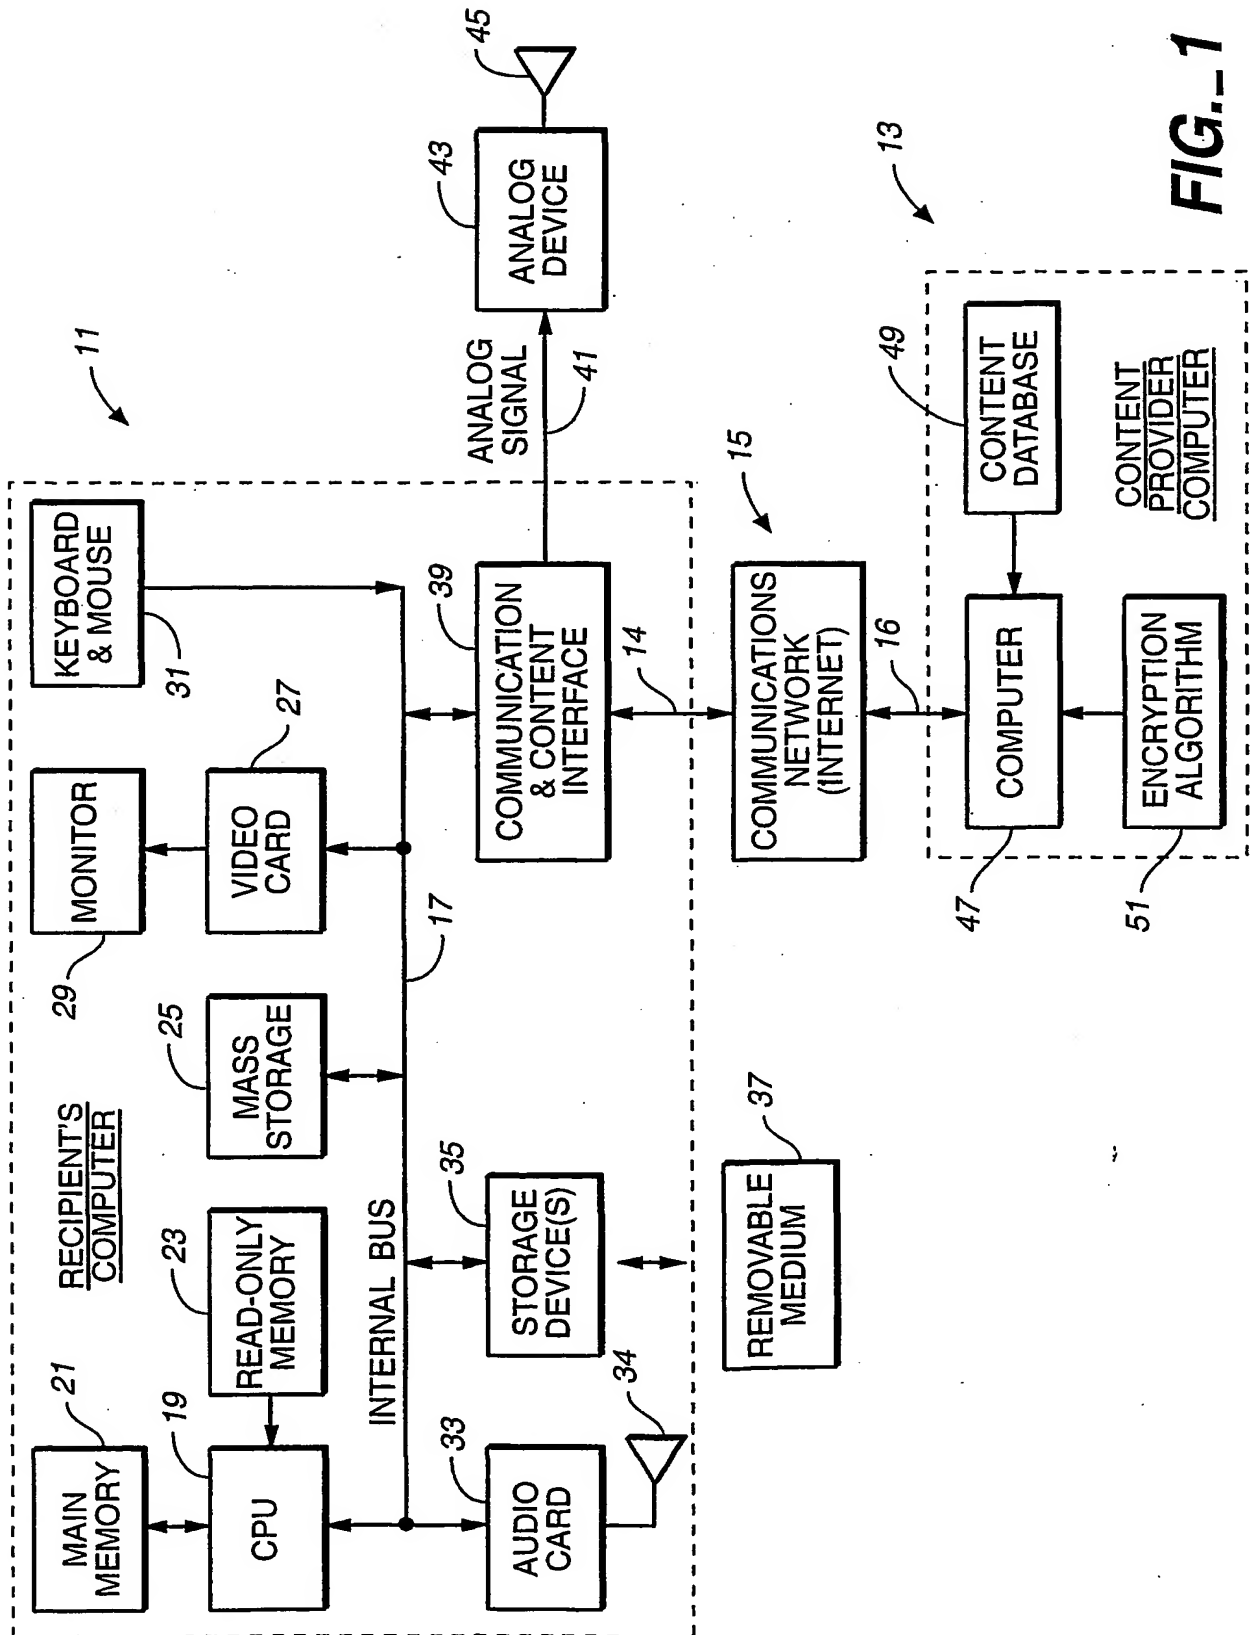 RECIPIENT'S
COMPUTER
11
MAIN
MEMORY
21
MONITOR
29
KEYBOARD
& MOUSE
31
CPU
19
READ-ONLY
MEMORY
23
MASS
STORAGE
25
VIDEO
CARD
27
INTERNAL BUS
17
AUDIO
CARD
33
34
STORAGE
DEVICE(S)
35
COMMUNICATION
& CONTENT
INTERFACE
39
ANALOG
SIGNAL
41
ANALOG
DEVICE
43
45
14
REMOVABLE
MEDIUM
37
COMMUNICATIONS
NETWORK
(INTERNET)
15
16
13
COMPUTER
47
CONTENT
DATABASE
49
ENCRYPTION
ALGORITHM
51
CONTENT
PROVIDER
COMPUTER
FIG._1